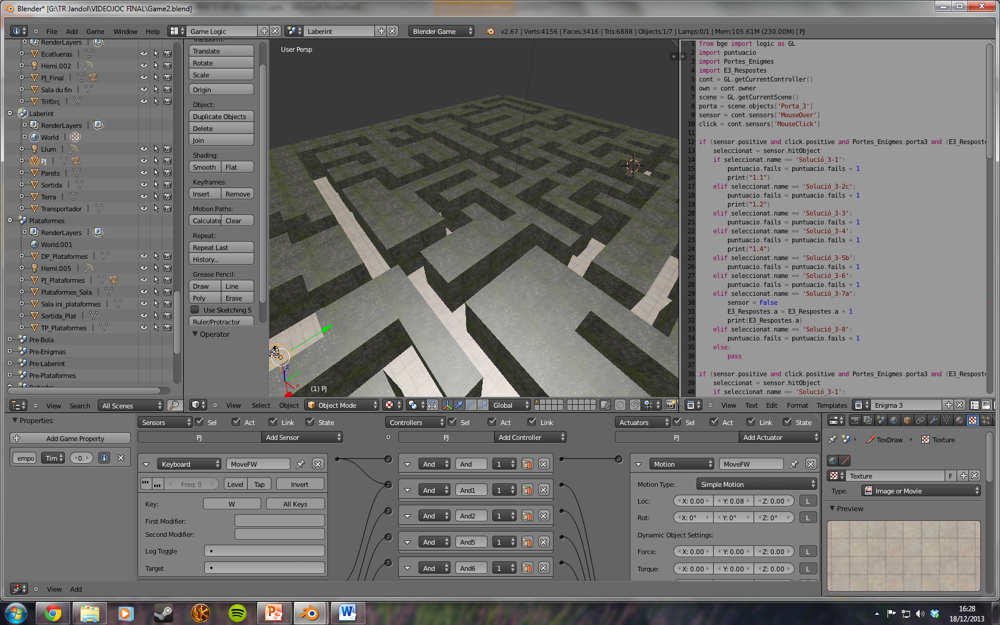 Blender* [G:\TR Jandol\VIDEOJOC FINAL\Game2.blend]
File Add Game Window Help Game Logic Laberint Blender Game v2.67 | Verts:4156 | Faces:3416 | Tris:6888 | Objects:1/7 | Lamps:0/1 | Mem:105.61M (230.00M) | PJ
RenderLayers
Ecatlueras
Hemi.002
PJ_Final
Sala du fin
Trif0rç
Laberint
RenderLayers
World
Llum
PJ
Parets
Sortida
Terra
Transportador
Plataformes
RenderLayers
World.001
DP_Plataformes
Hemi.005
PJ_Plataformes
Plataformes_Sala
Sala ini_plataformes
Sortida_Plat
TP_Plataformes
Pre-Bola
Pre-Enigmas
Pre-Laberint
Pre-Plataformes
View Search All Scenes
Transform:
Translate
Rotate
Scale
Origin
Object:
Duplicate Objects
Delete
Join
Shading:
Smooth Flat
Keyframes:
Insert Remove
Motion Paths:
Calculate Clear
Repeat:
Repeat Last
History...
Grease Pencil:
Draw Line
Poly Erase
Use Sketching S
Ruler/Protractor
Operator
User Persp
z
x
(1) PJ
View Select Object Object Mode Global
1 from bge import logic as GL
2 import puntuacio
3 import Portes_Enigmes
4 import E3_Respostes
5 cont = GL.getCurrentController()
6 own = cont.owner
7 scene = GL.getCurrentScene()
8 porta = scene.objects['Porta_3']
9 sensor = cont.sensors['MouseOver']
10 click = cont.sensors['MouseClick']
11
12 if (sensor.positive and click.positive and Portes_Enigmes.porta3 and (E3_Resposte
13 seleccionat = sensor.hitObject
14 if seleccionat.name == 'Solució_3-1':
15 puntuacio.fails = puntuacio.fails + 1
16 print("1.1")
17 elif seleccionat.name == 'Solució_3-2c':
18 puntuacio.fails = puntuacio.fails + 1
19 print("1.2")
20 elif seleccionat.name == 'Solució_3-3':
21 puntuacio.fails = puntuacio.fails + 1
22 elif seleccionat.name == 'Solució_3-4':
23 puntuacio.fails = puntuacio.fails + 1
24 print("1.4")
25 elif seleccionat.name == 'Solució_3-5b':
26 puntuacio.fails = puntuacio.fails + 1
27 elif seleccionat.name == 'Solució_3-6':
28 puntuacio.fails = puntuacio.fails + 1
29 elif seleccionat.name == 'Solució_3-7a':
30 sensor = False
31 E3_Respostes.a = E3_Respostes.a + 1
32 print(E3_Respostes.a)
33 elif seleccionat.name == 'Solució_3-8':
34 puntuacio.fails = puntuacio.fails + 1
35 else:
36 pass
37
38 if (sensor.positive and click.positive and Portes_Enigmes.porta3 and (E3_Resposte
39 seleccionat = sensor.hitObject
40 if seleccionat.name == 'Solució_3-1':
View Text Edit Format Templates Enigma 3
Properties
Add Game Property
empo Tim 0.
Sensors Sel Act Link State
PJ Add Sensor
Keyboard MoveFW
Freq: 0 Level Tap Invert
Key: W All Keys
First Modifier:
Second Modifier:
Log Toggle
Target
Controllers Sel Act Link
PJ Add Controller
And And 1
And And1 1
And And2 1
And And5 1
And And6 1
Actuators Sel Act Link State
PJ Add Actuator
Motion MoveFW
Motion Type: Simple Motion
Loc: X: 0.00 Y: 0.08 Z: 0.00 L
Rot: X: 0° Y: 0° Z: 0° L
Dynamic Object Settings:
Force: X: 0.00 Y: 0.00 Z: 0.00 L
Torque: X: 0.00 Y: 0.00 Z: 0.00 L
TexDraw Texture
Texture F
Type: Image or Movie
Preview
View Add
16:28
18/12/2013